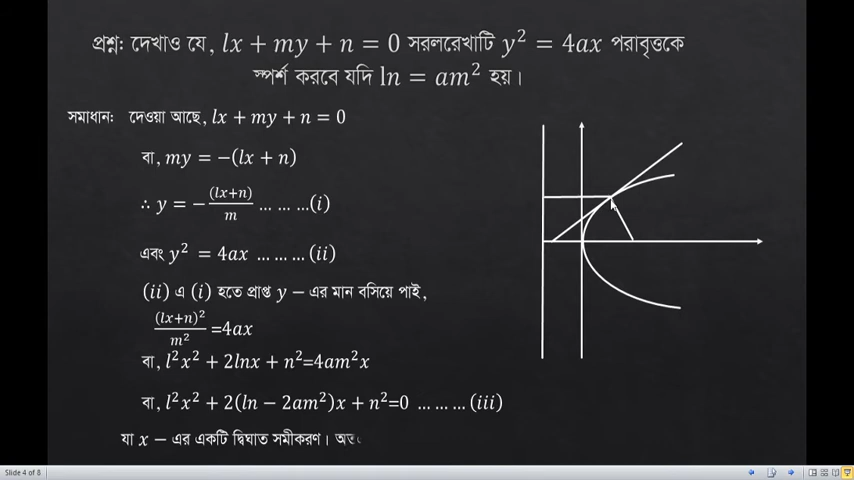 প্রশ্ন: দেখাও যে, lx + my + n = 0 সরলরেখাটি y² = 4ax পরাবৃত্তকে
স্পর্শ করবে যদি ln = am² হয়।
সমাধান: দেওয়া আছে, lx + my + n = 0
বা, my = −(lx + n)
∴ y = −(lx+n)/m ... ... ...(i)
এবং y² = 4ax ... ... ...(ii)
(ii) এ (i) হতে প্রাপ্ত y − এর মান বসিয়ে পাই,
(lx+n)²/m² =4ax
বা, l²x² + 2lnx + n²=4am²x
বা, l²x² + 2(ln − 2am²)x + n²=0 ... ... ...(iii)
যা x − এর একটি দ্বিঘাত সমীকরণ।
Slide 4 of 8